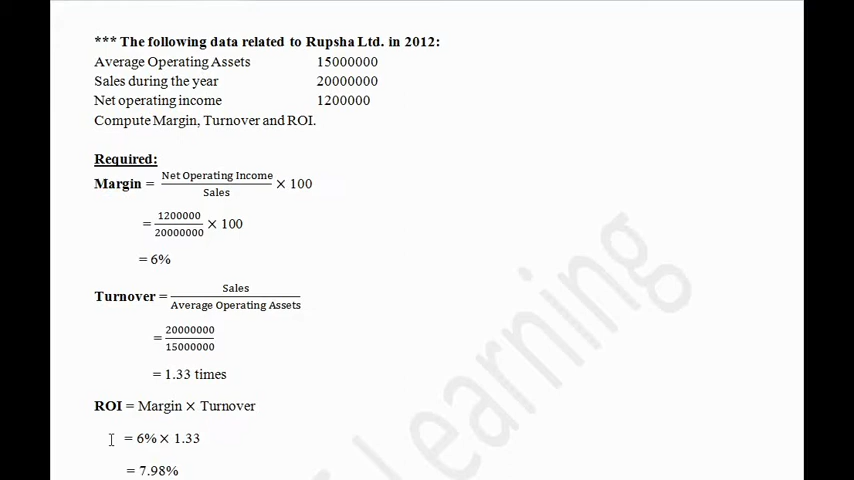 *** The following data related to Rupsha Ltd. in 2012:
Average Operating Assets 15000000
Sales during the year 20000000
Net operating income 1200000
Compute Margin, Turnover and ROI.
Required:
Margin = Net Operating Income / Sales × 100
= 1200000 / 20000000 × 100
= 6%
Turnover = Sales / Average Operating Assets
= 20000000 / 15000000
= 1.33 times
ROI = Margin × Turnover
= 6% × 1.33
= 7.98%
Learning